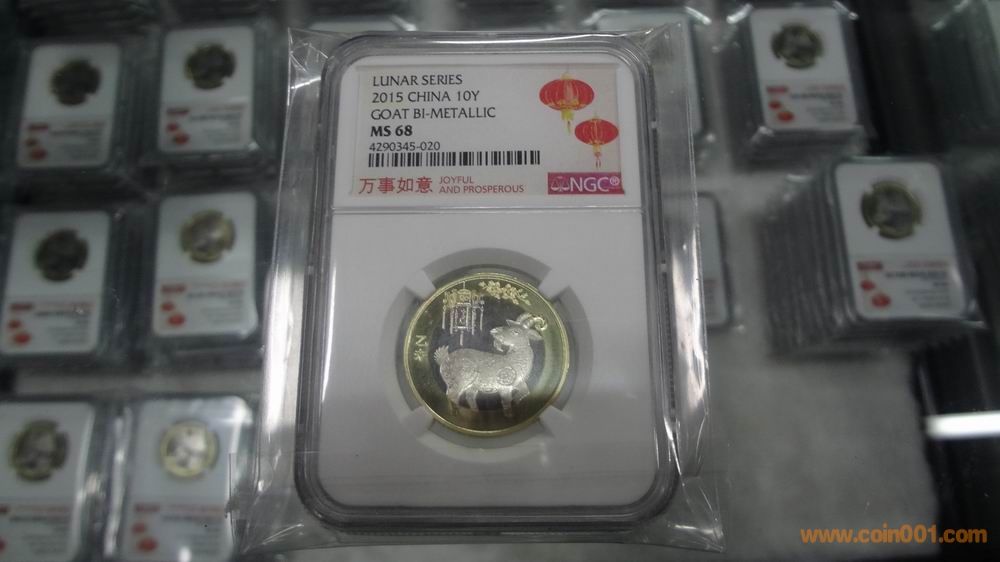 LUNAR SERIES
2015 CHINA 10Y
GOAT BI-METALLIC
MS 68
4290345-020
万事如意 JOYFUL
AND PROSPEROUS
NGC®
www.coin001.com